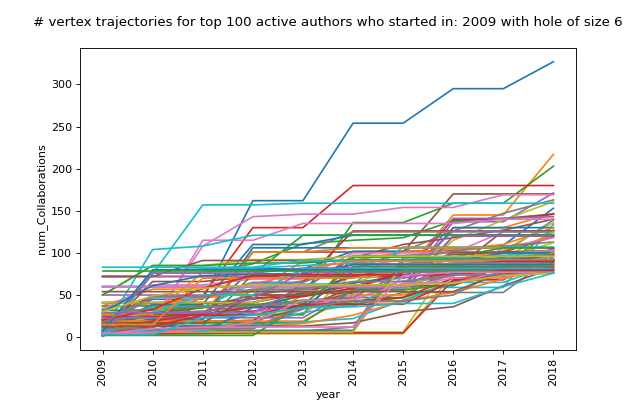 # vertex trajectories for top 100 active authors who started in: 2009 with hole of size 6
300
250
200
150
100
50
0
num_Collaborations
2009 2010 2011 2012 2013 2014 2015 2016 2017 2018
year